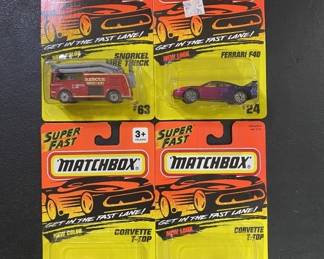 GET IN THE FAST LANE!
SNORKEL
FIRE TRUCK
RESCUE
#63
GET IN THE FAST LANE!
NEW LOOK
FERRARI F40
#24
SUPER
FAST
3+
MATCHBOX
GET IN THE FAST LANE!
NEW COLOR
CORVETTE
T-TOP
SUPER
FAST
MATCHBOX
GET IN THE FAST LANE!
NEW LOOK
CORVETTE
T-TOP